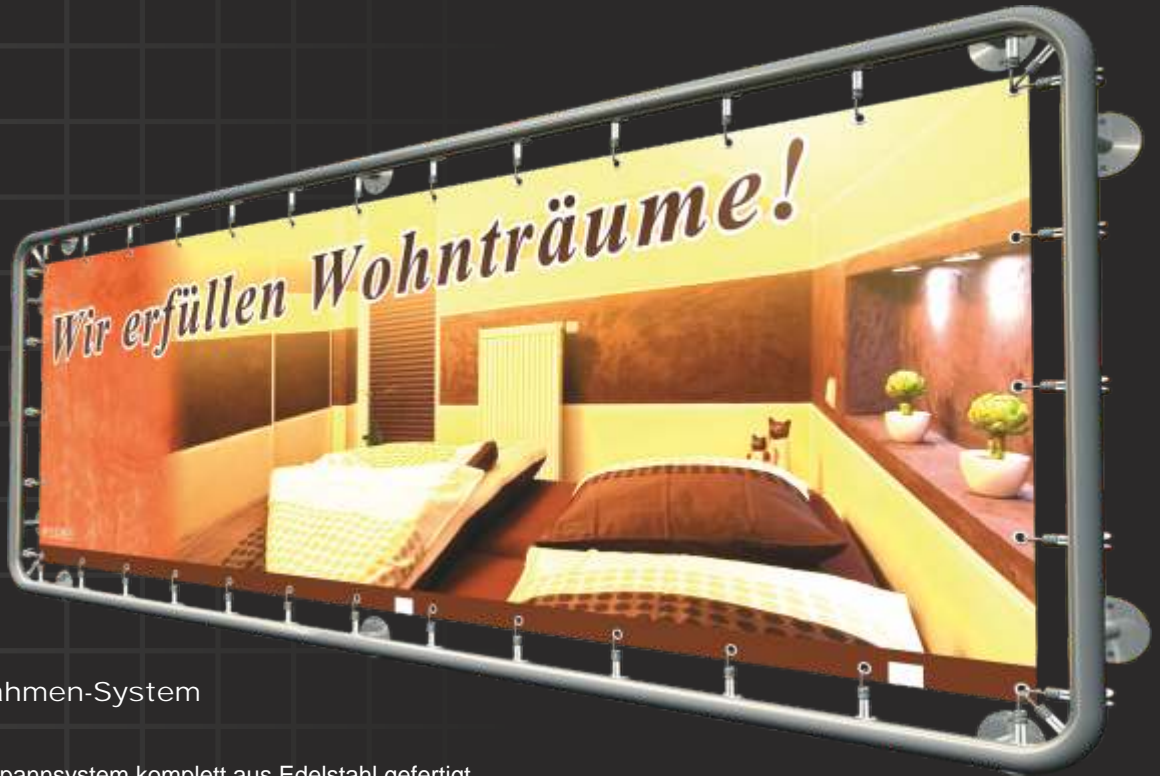 Wir erfüllen Wohnträume!
ahmen-System
pannsystem komplett aus Edelstahl gefertigt